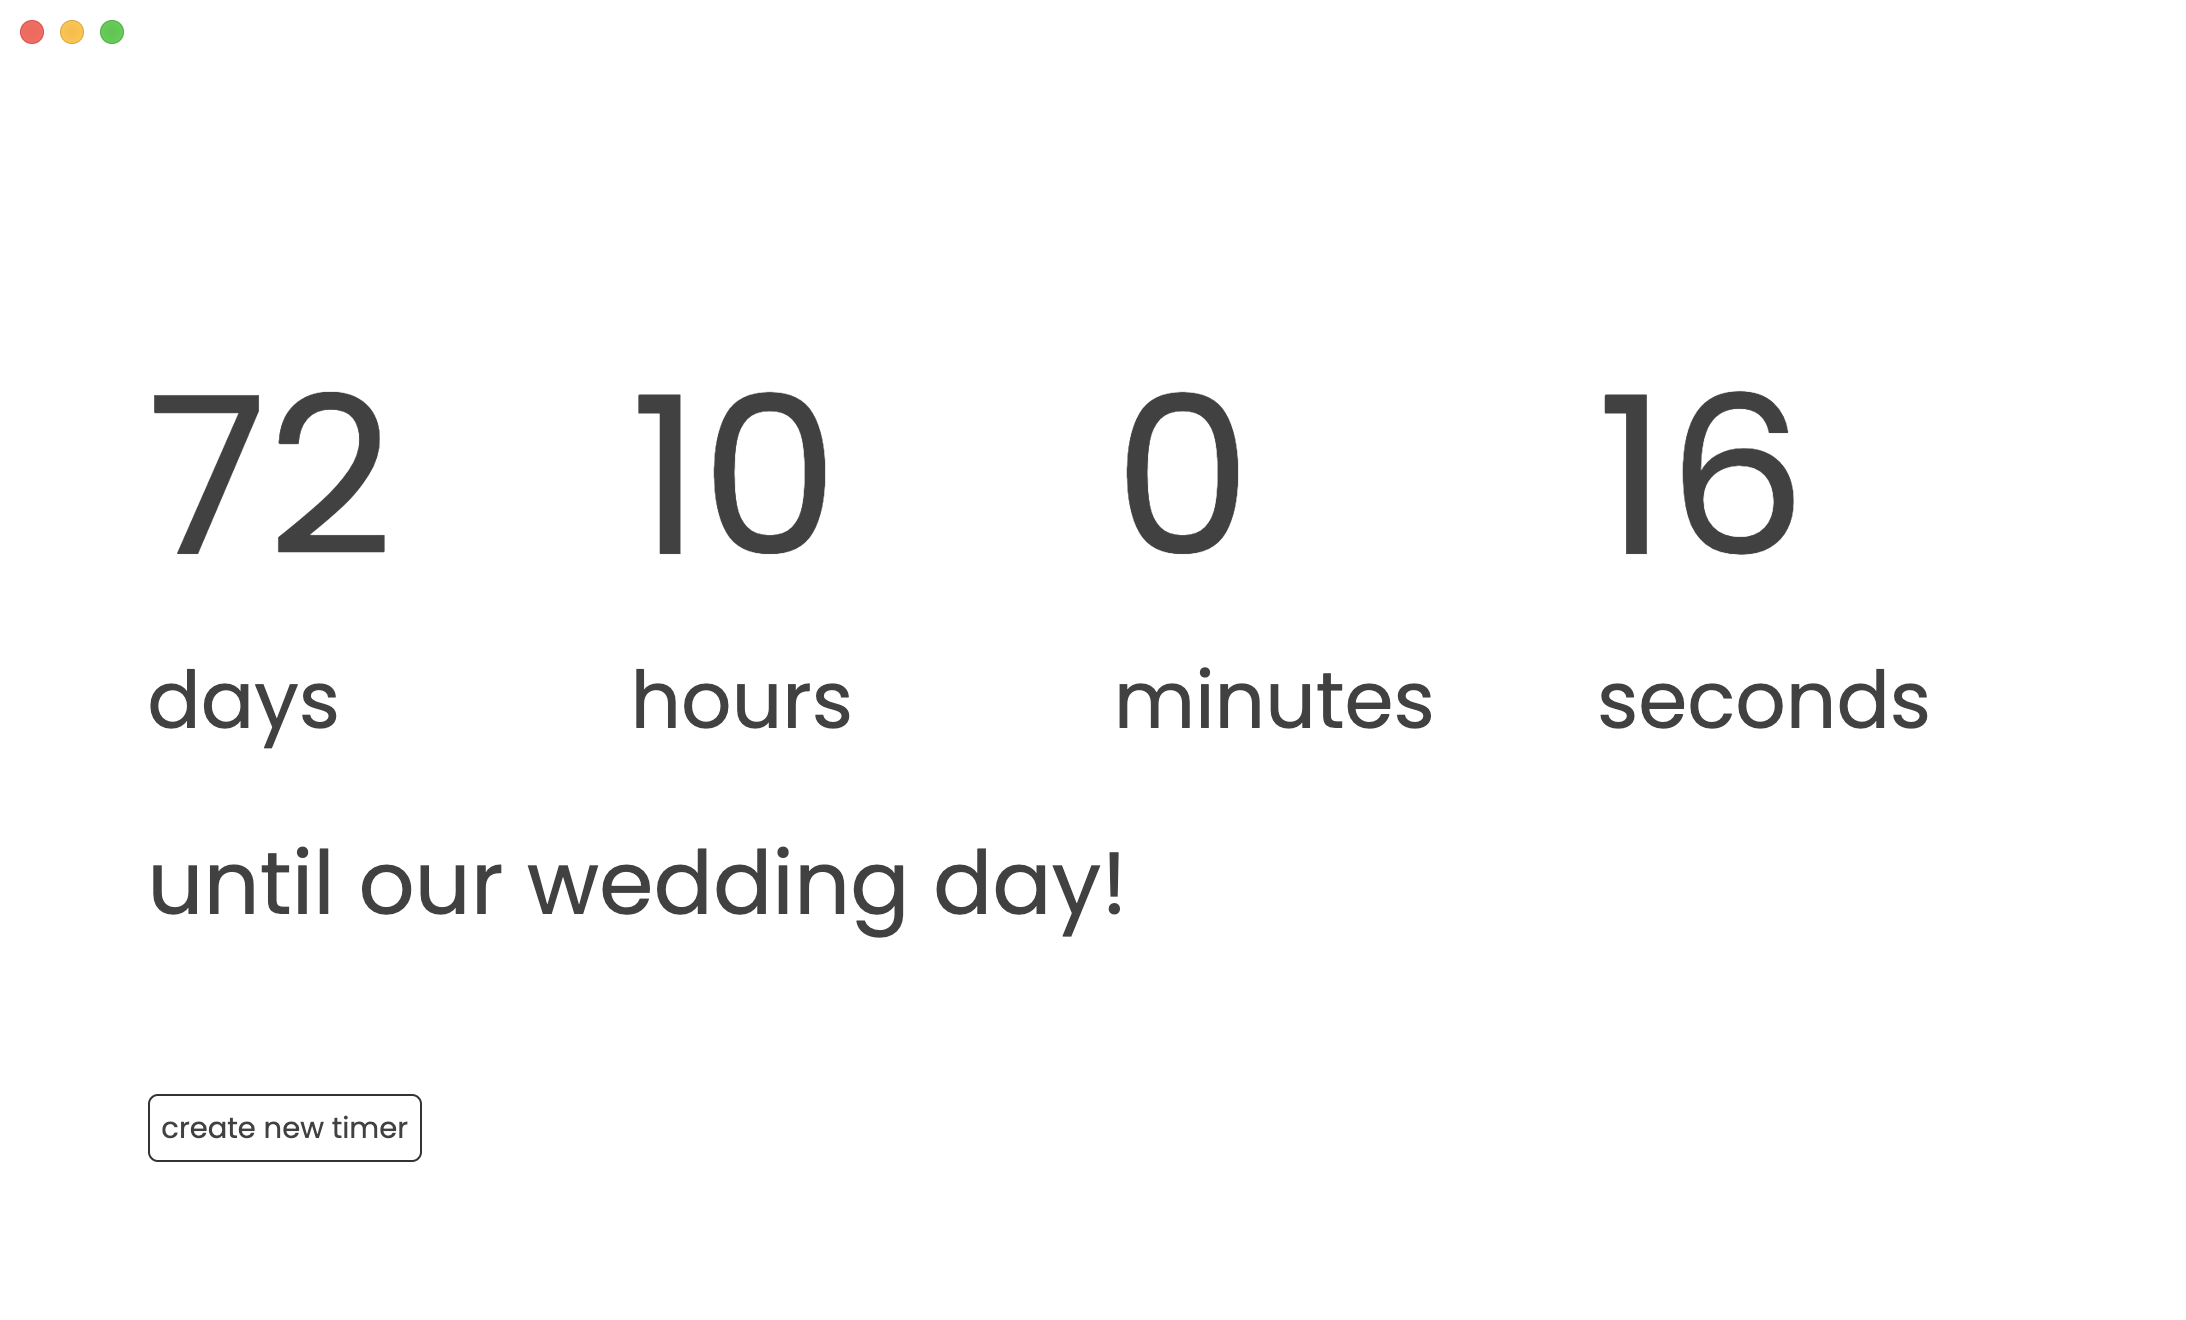 72 10 0 16
days hours minutes seconds
until our wedding day!
create new timer